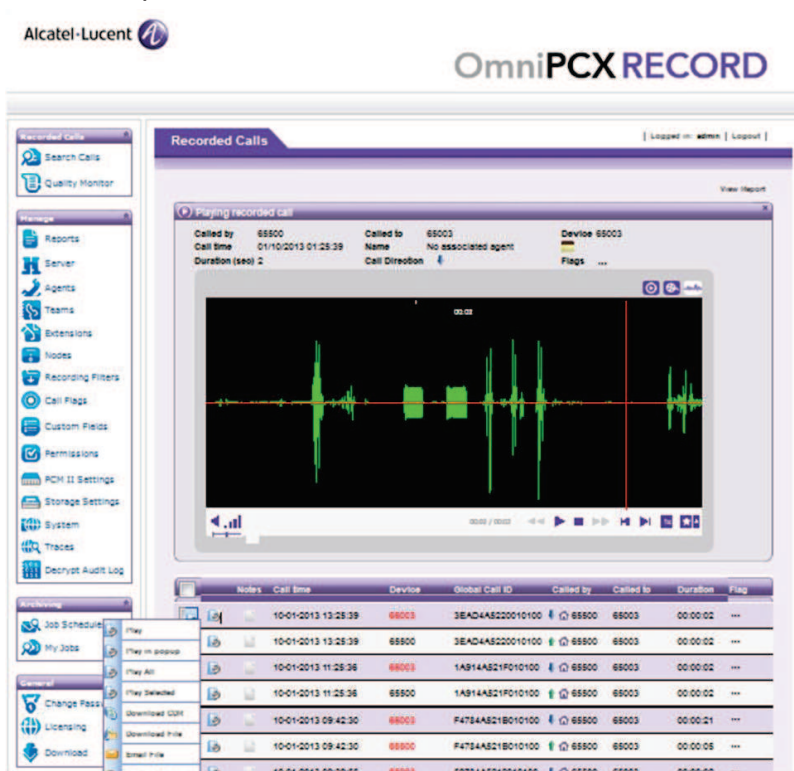 Alcatel·Lucent
OmniPCX RECORD
Recorded Calls
Search Calls
Quality Monitor
Manage
Reports
Server
Agents
Teams
Extensions
Nodes
Recording Filters
Call Flags
Custom Fields
Permissions
PCM II Settings
Storage Settings
System
Traces
Decrypt Audit Log
Archiving
Job Schedule
My Jobs
General
Change Pass
Licensing
Download
Recorded Calls
| Logged in: admin | Logout |
View Report
Playing recorded call
Called by 65500 Called to 65003 Device 65003
Call time 01/10/2013 01:25:39 Name No associated agent
Duration (sec) 2 Call Direction Flags ...
00:02
00:02 / 00:02
Notes Call time Device Global Call ID Called by Called to Duration Flag
10-01-2013 13:25:39 65003 3EAD4A5220010100 65500 65003 00:00:02 ...
10-01-2013 13:25:39 65500 3EAD4A5220010100 65500 65003 00:00:02 ...
10-01-2013 11:25:36 65003 1A914A521F010100 65500 65003 00:00:02 ...
10-01-2013 11:25:36 65500 1A914A521F010100 65500 65003 00:00:02 ...
10-01-2013 09:42:30 65003 F4784A521B010100 65500 65003 00:00:21 ...
10-01-2013 09:42:30 65500 F4784A521B010100 65500 65003 00:00:05 ...
Play
Play in popup
Play All
Play Selected
Download CDR
Download File
Email File